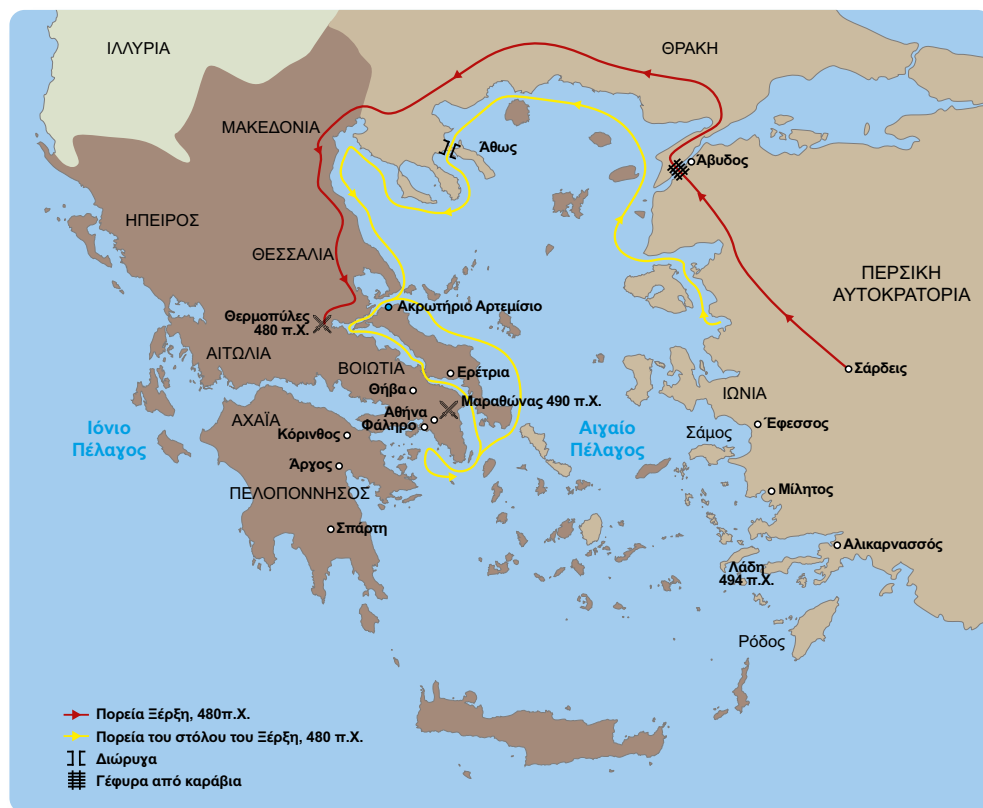 ΙΛΛΥΡΙΑ
ΘΡΑΚΗ
ΜΑΚΕΔΟΝΙΑ
Άθως
Άβυδος
ΗΠΕΙΡΟΣ
ΘΕΣΣΑΛΙΑ
ΠΕΡΣΙΚΗ
ΑΥΤΟΚΡΑΤΟΡΙΑ
Ακρωτήριο Αρτεμίσιο
Θερμοπύλες
480 π.Χ.
ΑΙΤΩΛΙΑ
ΒΟΙΩΤΙΑ
Ερέτρια
Σάρδεις
Θήβα
ΙΩΝΙΑ
Μαραθώνας 490 π.Χ.
Αθήνα
Φάληρο
ΑΧΑΪΑ
Κόρινθος
Ιόνιο
Πέλαγος
Αιγαίο
Πέλαγος
Σάμος
Έφεσσος
Άργος
ΠΕΛΟΠΟΝΝΗΣΟΣ
Μίλητος
Σπάρτη
Αλικαρνασσός
Λάδη
494 π.Χ.
Ρόδος
Πορεία Ξέρξη, 480π.Χ.
Πορεία του στόλου του Ξέρξη, 480 π.Χ.
Διώρυγα
Γέφυρα από καράβια